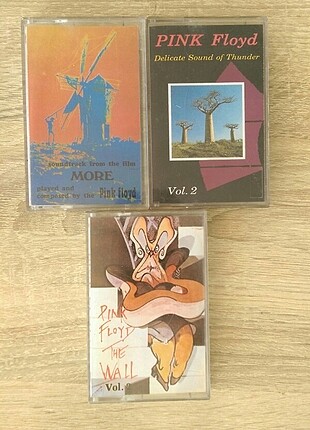 soundtrack from the film
MORE
played and
composed by the Pink Floyd
PINK Floyd
Delicate Sound of Thunder
Vol. 2
PINK
FLOYD
THE
WALL
Vol. 2